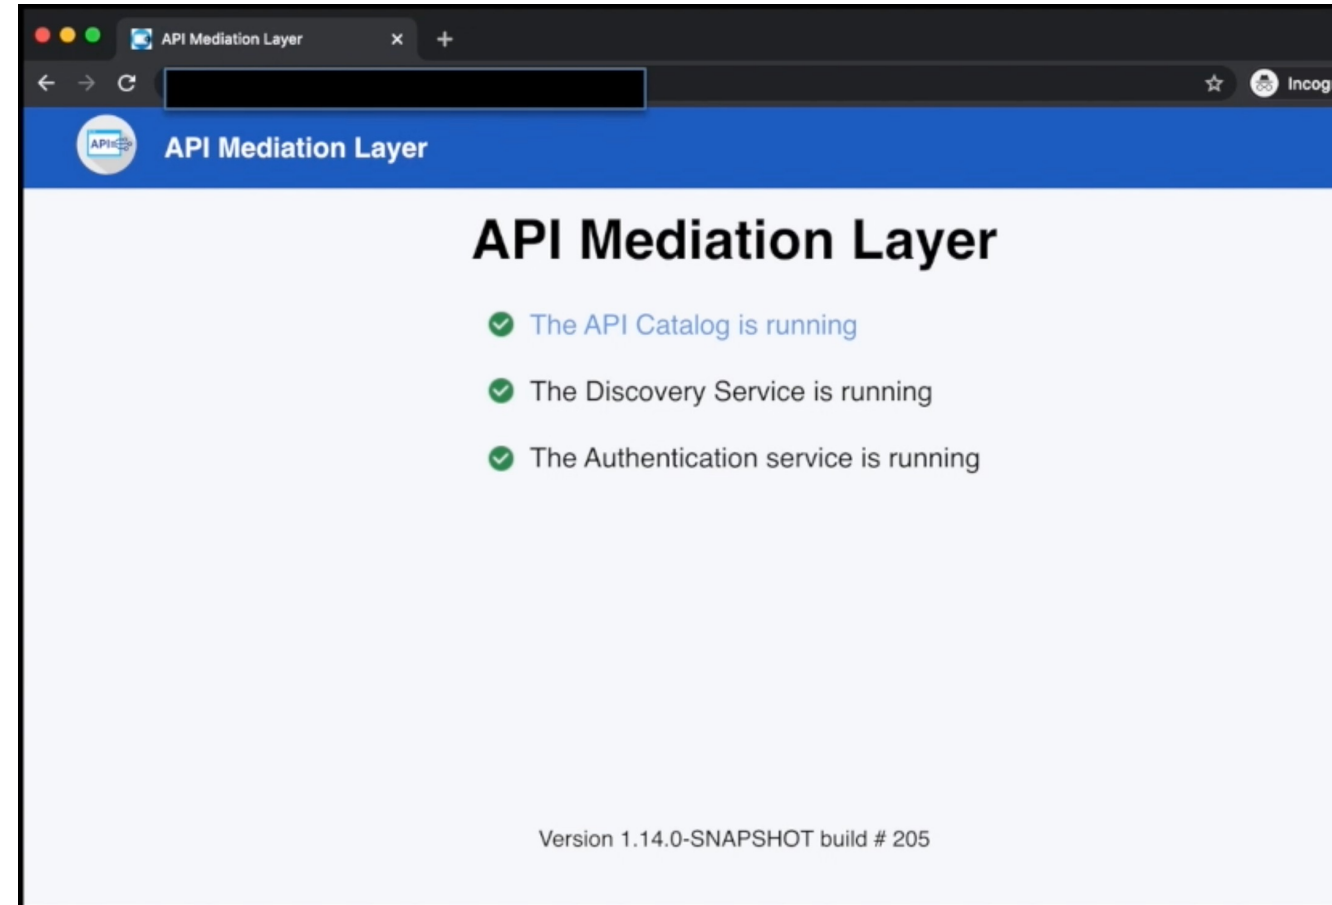 API Mediation Layer
API
API Mediation Layer
API Mediation Layer
The API Catalog is running
The Discovery Service is running
The Authentication service is running
Version 1.14.0-SNAPSHOT build # 205